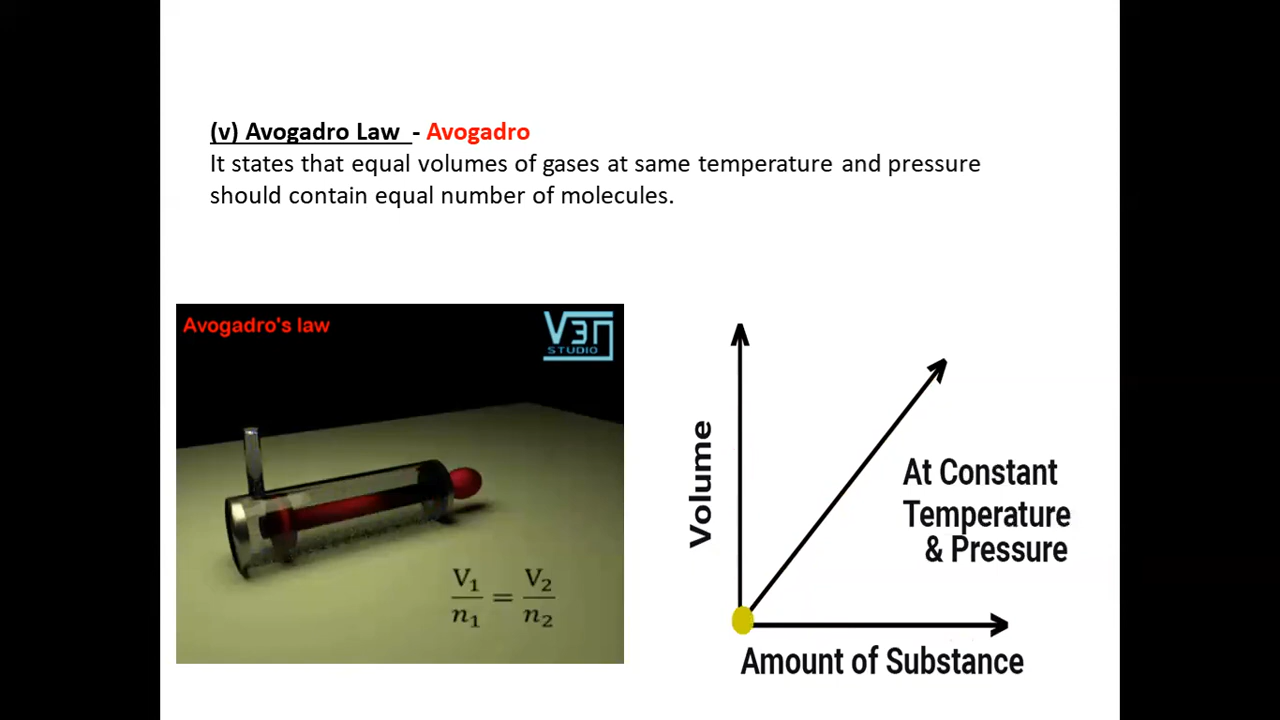 (v) Avogadro Law - Avogadro
It states that equal volumes of gases at same temperature and pressure
should contain equal number of molecules.
Avogadro's law
V3Π
STUDIO
V₁/n₁ = V₂/n₂
Volume
At Constant
Temperature
& Pressure
Amount of Substance